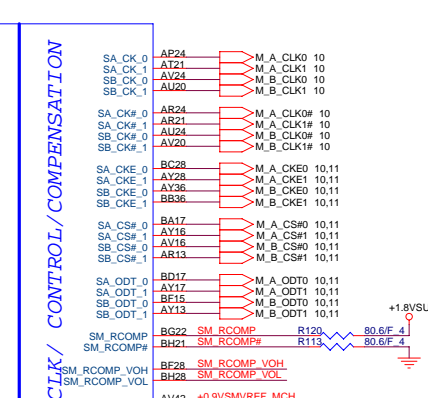 CLK/ CONTROL/COMPENSATION
SA_CK_0 AP24 M_A_CLK0 10
SA_CK_1 AT21 M_A_CLK1 10
SB_CK_0 AV24 M_B_CLK0 10
SB_CK_1 AU20 M_B_CLK1 10
SA_CK#_0 AR24 M_A_CLK0# 10
SA_CK#_1 AR21 M_A_CLK1# 10
SB_CK#_0 AU24 M_B_CLK0# 10
SB_CK#_1 AV20 M_B_CLK1# 10
SA_CKE_0 BC28 M_A_CKE0 10,11
SA_CKE_1 AY28 M_A_CKE1 10,11
SB_CKE_0 AY36 M_B_CKE0 10,11
SB_CKE_1 BB36 M_B_CKE1 10,11
SA_CS#_0 BA17 M_A_CS#0 10,11
SA_CS#_1 AY16 M_A_CS#1 10,11
SB_CS#_0 AV16 M_B_CS#0 10,11
SB_CS#_1 AR13 M_B_CS#1 10,11
SA_ODT_0 BD17 M_A_ODT0 10,11
SA_ODT_1 AY17 M_A_ODT1 10,11
SB_ODT_0 BF15 M_B_ODT0 10,11
SB_ODT_1 AY13 M_B_ODT1 10,11
+1.8VSU
SM_RCOMP BG22 SM_RCOMP R120 80.6/F_4
SM_RCOMP# BH21 SM_RCOMP# R113 80.6/F_4
SM_RCOMP_VOH BF28 SM_RCOMP_VOH
SM_RCOMP_VOL BH28 SM_RCOMP_VOL
AV42 +0.9VSMVREF_MCH